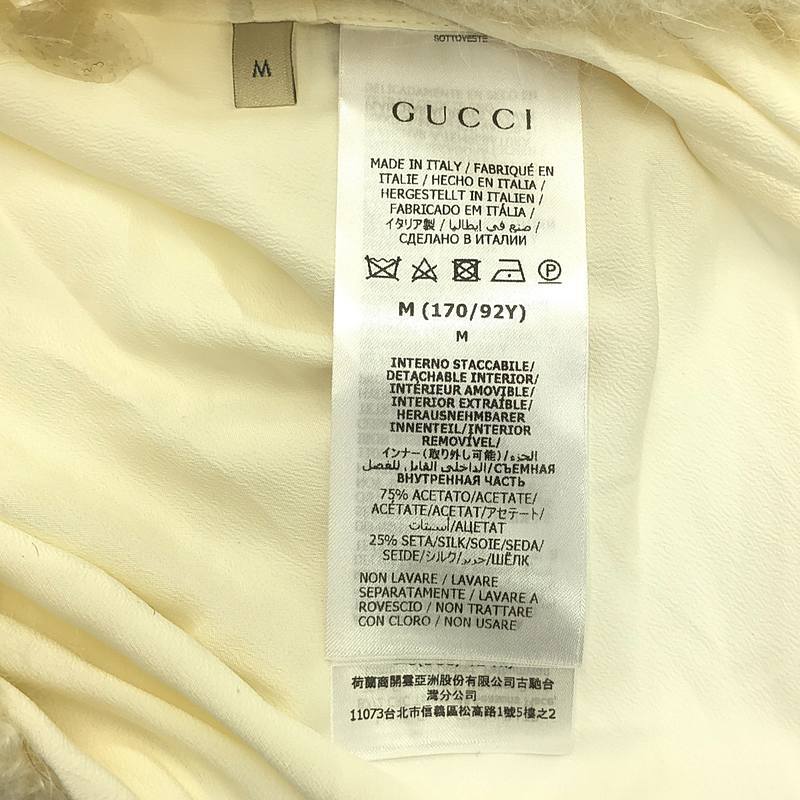 SOTTOVESTE
M
GUCCI
MADE IN ITALY / FABRIQUÉ EN
ITALIE / HECHO EN ITALIA /
HERGESTELLT IN ITALIEN /
FABRICADO EM ITÁLIA /
イタリア製 / صنع في إيطاليا /
СДЕЛАНО В ИТАЛИИ
M (170/92Y)
M
INTERNO STACCABILE/
DETACHABLE INTERIOR/
INTÉRIEUR AMOVIBLE/
INTERIOR EXTRAÍBLE/
HERAUSNEHMBARER
INNENTEIL/INTERIOR
REMOVÍVEL/
インナー(取り外し可能)/الجزء
الداخلي القابل للفصل/СЪЕМНАЯ
ВНУТРЕННАЯ ЧАСТЬ
75% ACETATO/ACETATE/
ACÉTATE/ACETAT/アセテート/
أسيتات/АЦЕТАТ
25% SETA/SILK/SOIE/SEDA/
SEIDE/シルク/حرير/ШЁЛК
NON LAVARE / LAVARE
SEPARATAMENTE / LAVARE A
ROVESCIO / NON TRATTARE
CON CLORO / NON USARE
荷蘭商開雲亞洲股份有限公司古馳台
灣分公司
11073台北市信義區松高路1號5樓之2